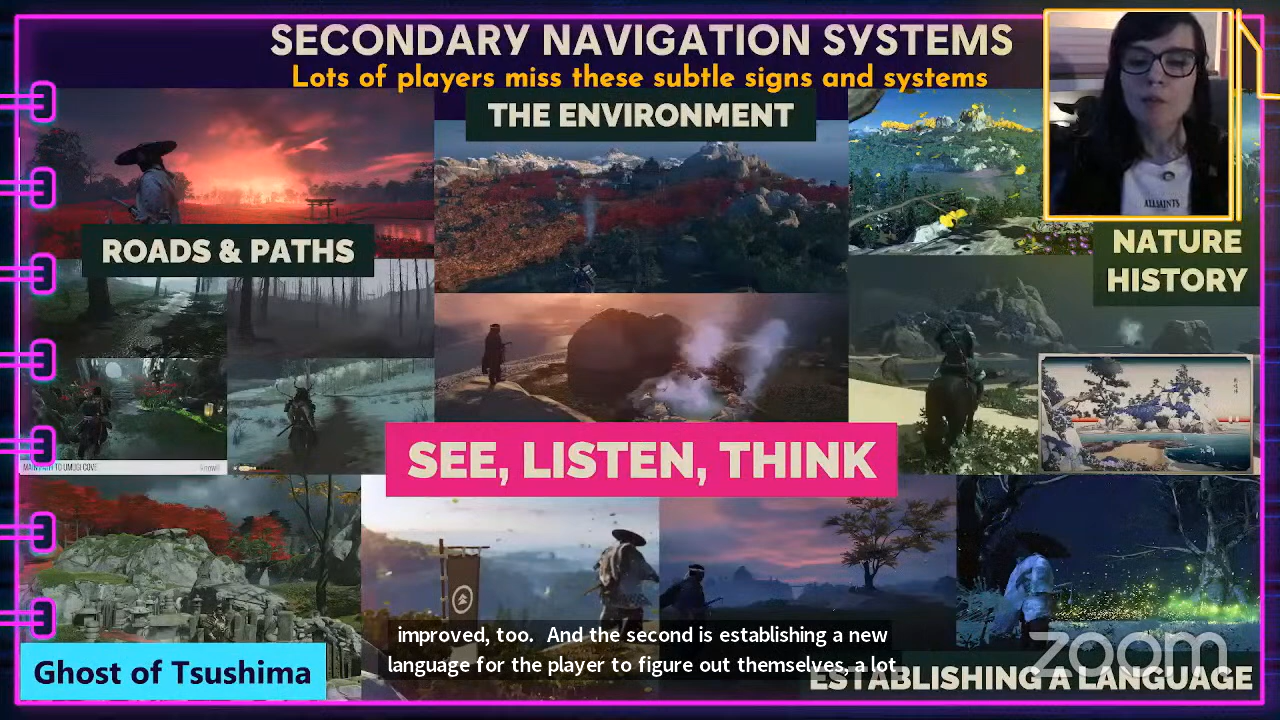 SECONDARY NAVIGATION SYSTEMS
Lots of players miss these subtle signs and systems
THE ENVIRONMENT
ALLSAINTS
ROADS & PATHS
NATURE
HISTORY
SEE, LISTEN, THINK
improved, too. And the second is establishing a new
language for the player to figure out themselves, a lot
Ghost of Tsushima
zoom
ESTABLISHING A LANGUAGE